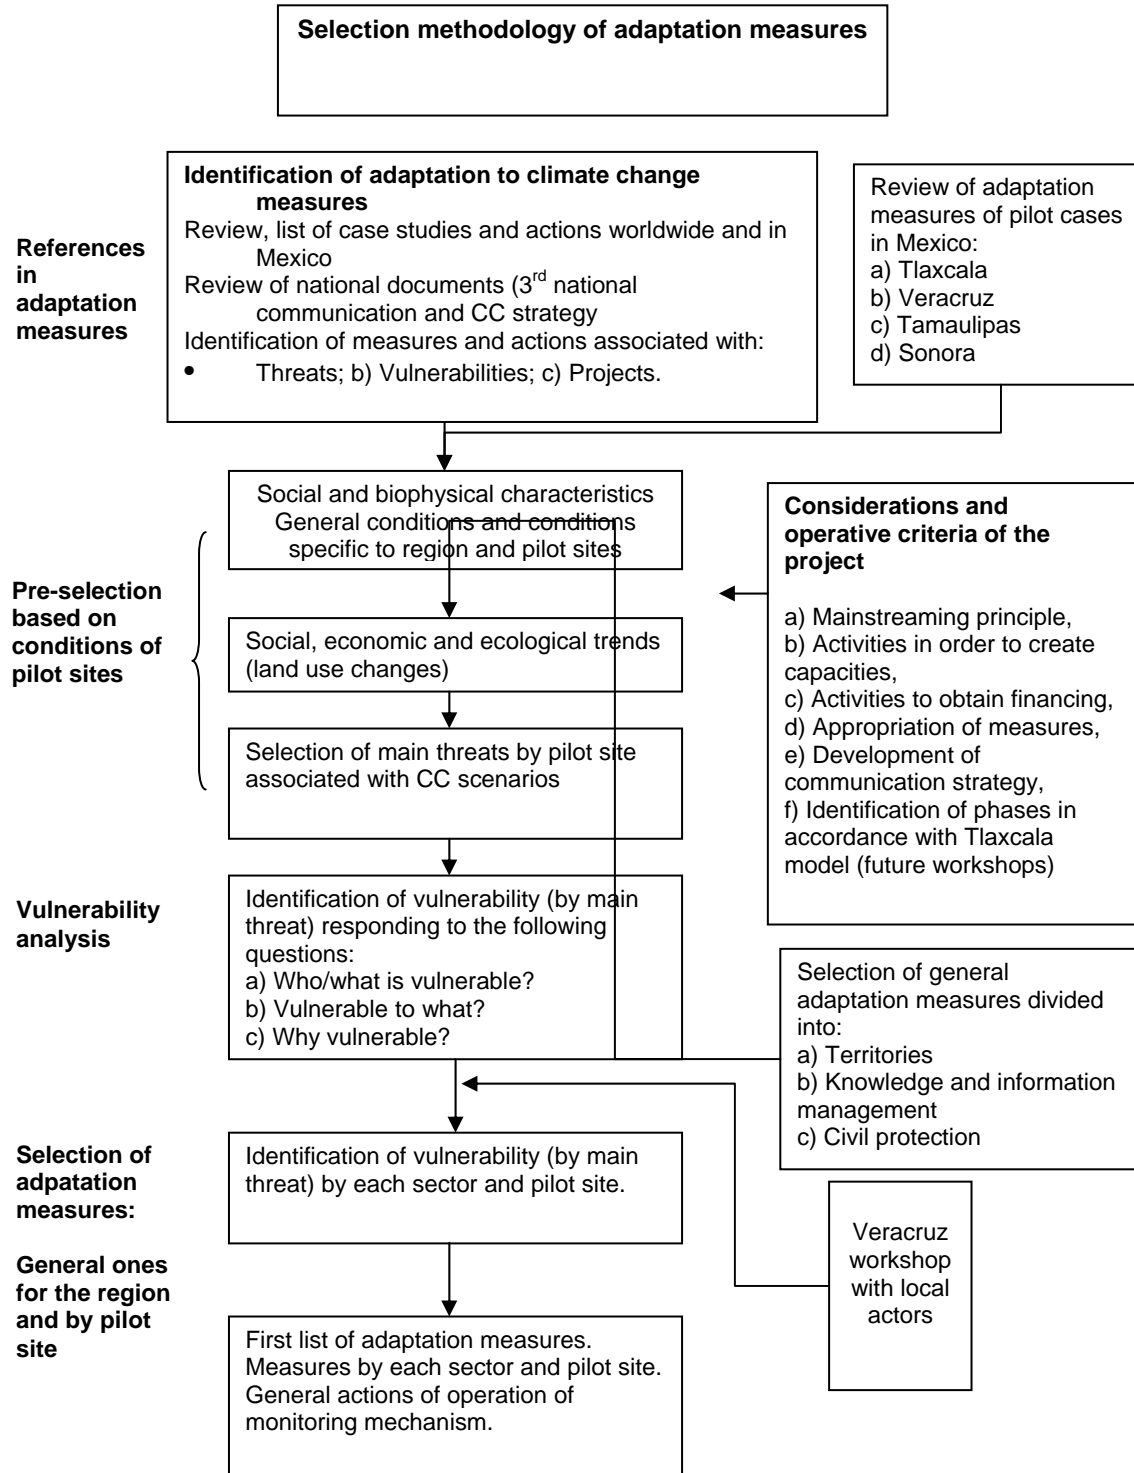 Selection methodology of adaptation measures
References
in
adaptation
measures
Identification of adaptation to climate change
measures
Review, list of case studies and actions worldwide and in
Mexico
Review of national documents (3rd national
communication and CC strategy
Identification of measures and actions associated with:
• Threats; b) Vulnerabilities; c) Projects.
Review of adaptation
measures of pilot cases
in Mexico:
a) Tlaxcala
b) Veracruz
c) Tamaulipas
d) Sonora
Pre-selection
based on
conditions of
pilot sites
Social and biophysical characteristics
General conditions and conditions
specific to region and pilot sites
Social, economic and ecological trends
(land use changes)
Selection of main threats by pilot site
associated with CC scenarios
Considerations and
operative criteria of the
project
a) Mainstreaming principle,
b) Activities in order to create
capacities,
c) Activities to obtain financing,
d) Appropriation of measures,
e) Development of
communication strategy,
f) Identification of phases in
accordance with Tlaxcala
model (future workshops)
Vulnerability
analysis
Identification of vulnerability (by main
threat) responding to the following
questions:
a) Who/what is vulnerable?
b) Vulnerable to what?
c) Why vulnerable?
Selection of general
adaptation measures divided
into:
a) Territories
b) Knowledge and information
management
c) Civil protection
Selection of
adpatation
measures:
General ones
for the region
and by pilot
site
Identification of vulnerability (by main
threat) by each sector and pilot site.
Veracruz
workshop
with local
actors
First list of adaptation measures.
Measures by each sector and pilot site.
General actions of operation of
monitoring mechanism.